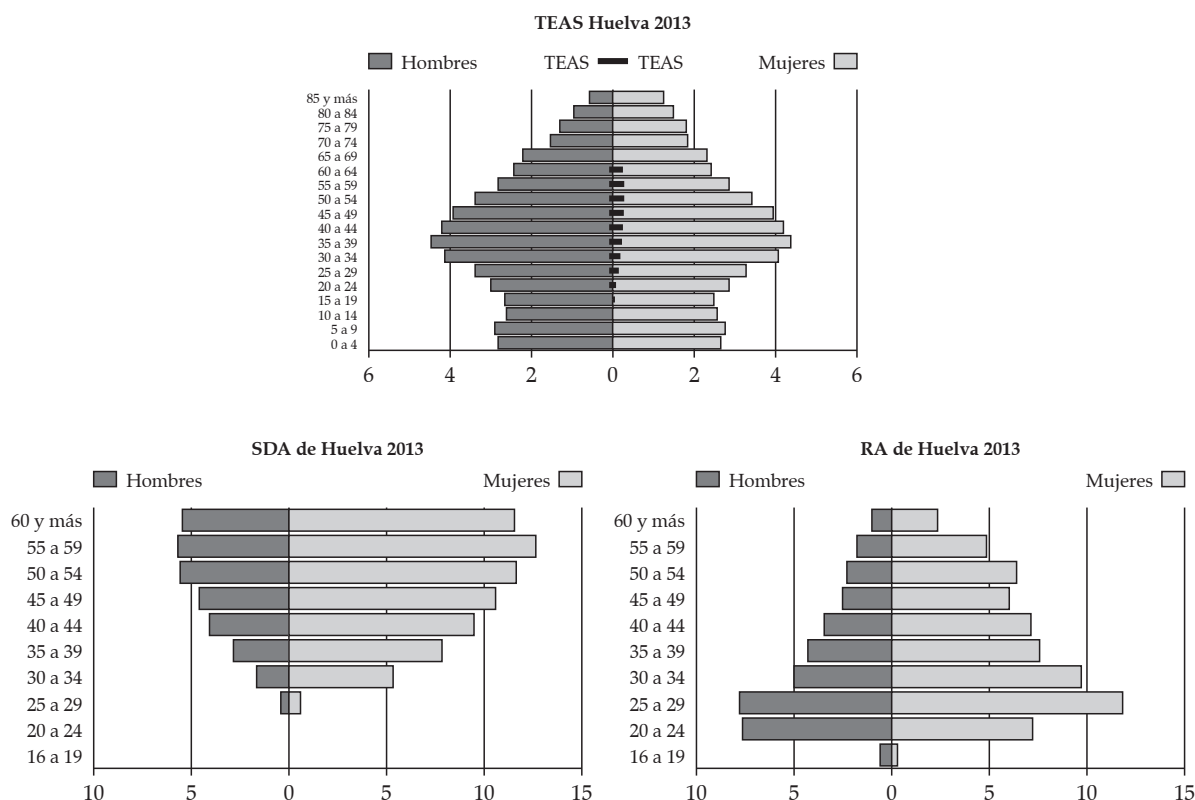 TEAS Huelva 2013
Hombres TEAS TEAS Mujeres
85 y más
80 a 84
75 a 79
70 a 74
65 a 69
60 a 64
55 a 59
50 a 54
45 a 49
40 a 44
35 a 39
30 a 34
25 a 29
20 a 24
15 a 19
10 a 14
5 a 9
0 a 4
6 4 2 0 2 4 6
SDA de Huelva 2013
Hombres Mujeres
60 y más
55 a 59
50 a 54
45 a 49
40 a 44
35 a 39
30 a 34
25 a 29
20 a 24
16 a 19
10 5 0 5 10 15
RA de Huelva 2013
Hombres Mujeres
60 y más
55 a 59
50 a 54
45 a 49
40 a 44
35 a 39
30 a 34
25 a 29
20 a 24
16 a 19
10 5 0 5 10 15